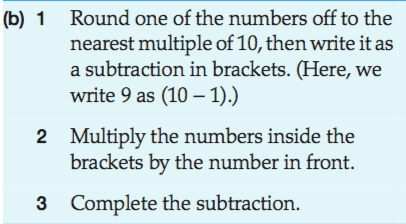 (b) 1 Round one of the numbers off to the
nearest multiple of 10, then write it as
a subtraction in brackets. (Here, we
write 9 as (10 – 1).)
2 Multiply the numbers inside the
brackets by the number in front.
3 Complete the subtraction.